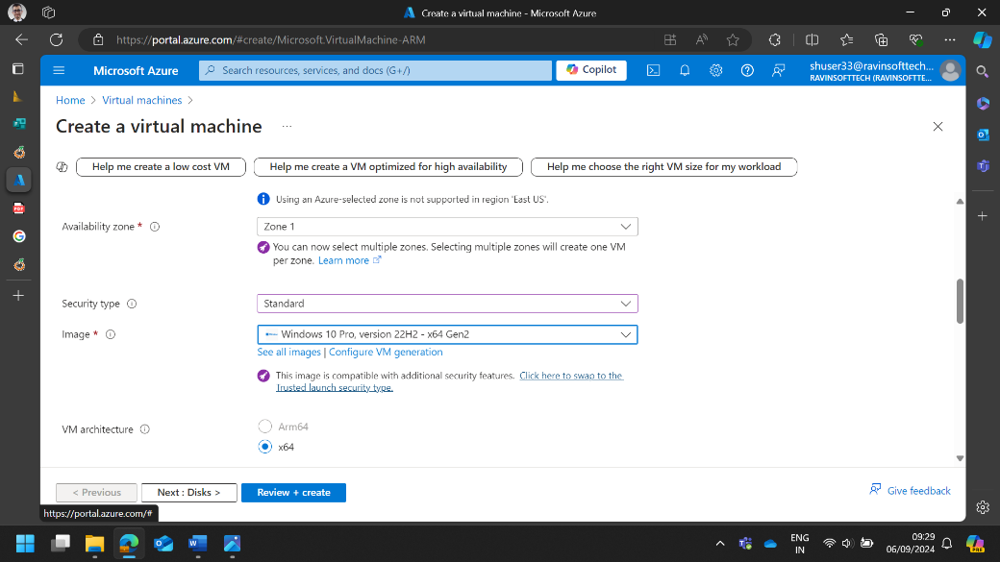 Create a virtual machine - Microsoft Azure
https://portal.azure.com/#create/Microsoft.VirtualMachine-ARM
Microsoft Azure
Search resources, services, and docs (G+/)
Copilot
shuser33@ravinsofttech...
RAVINSOFTTECH (RAVINSOFTTE...
Home > Virtual machines >
Create a virtual machine ...
Help me create a low cost VM
Help me create a VM optimized for high availability
Help me choose the right VM size for my workload
Using an Azure-selected zone is not supported in region 'East US'.
Availability zone *
Zone 1
You can now select multiple zones. Selecting multiple zones will create one VM
per zone. Learn more
Security type
Standard
Image *
Windows 10 Pro, version 22H2 - x64 Gen2
See all images | Configure VM generation
This image is compatible with additional security features. Click here to swap to the
Trusted launch security type.
VM architecture
Arm64
x64
< Previous
Next : Disks >
Review + create
Give feedback
https://portal.azure.com/#
ENG
IN
09:29
06/09/2024